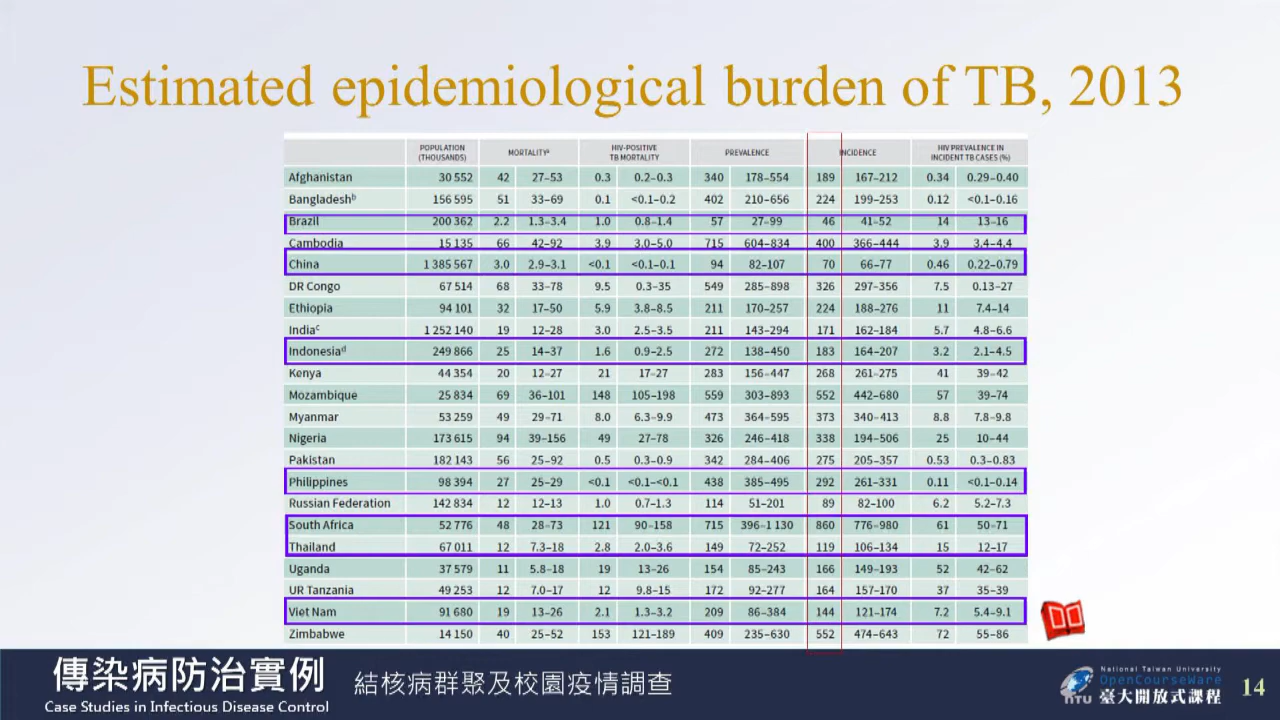 Estimated epidemiological burden of TB, 2013
POPULATION (THOUSANDS) MORTALITYᵃ HIV-POSITIVE TB MORTALITY PREVALENCE INCIDENCE HIV PREVALENCE IN INCIDENT TB CASES (%)
Afghanistan 30 552 42 27–53 0.3 0.2–0.3 340 178–554 189 167–212 0.34 0.29–0.40
Bangladeshᵇ 156 595 51 33–69 0.1 <0.1–0.2 402 210–656 224 199–253 0.12 <0.1–0.16
Brazil 200 362 2.2 1.3–3.4 1.0 0.8–1.4 57 27–99 46 41–52 14 13–16
Cambodia 15 135 66 42–92 3.9 3.0–5.0 715 604–834 400 366–444 3.9 3.4–4.4
China 1 385 567 3.0 2.9–3.1 <0.1 <0.1–0.1 94 82–107 70 66–77 0.46 0.22–0.79
DR Congo 67 514 68 33–78 9.5 0.3–35 549 285–898 326 297–356 7.5 0.13–27
Ethiopia 94 101 32 17–50 5.9 3.8–8.5 211 170–257 224 188–276 11 7.4–14
Indiaᶜ 1 252 140 19 12–28 3.0 2.5–3.5 211 143–294 171 162–184 5.7 4.8–6.6
Indonesiaᵈ 249 866 25 14–37 1.6 0.9–2.5 272 138–450 183 164–207 3.2 2.1–4.5
Kenya 44 354 20 12–27 21 17–27 283 156–447 268 261–275 41 39–42
Mozambique 25 834 69 36–101 148 105–198 559 303–893 552 442–680 57 39–74
Myanmar 53 259 49 29–71 8.0 6.3–9.9 473 364–595 373 340–413 8.8 7.8–9.8
Nigeria 173 615 94 39–156 49 27–78 326 246–418 338 194–506 25 10–44
Pakistan 182 143 56 25–92 0.5 0.3–0.9 342 284–406 275 205–357 0.53 0.3–0.83
Philippines 98 394 27 25–29 <0.1 <0.1–<0.1 438 385–495 292 261–331 0.11 <0.1–0.14
Russian Federation 142 834 12 12–13 1.0 0.7–1.3 114 51–201 89 82–100 6.2 5.2–7.3
South Africa 52 776 48 28–73 121 90–158 715 396–1 130 860 776–980 61 50–71
Thailand 67 011 12 7.3–18 2.8 2.0–3.6 149 72–252 119 106–134 15 12–17
Uganda 37 579 11 5.8–18 19 13–26 154 85–243 166 149–193 52 42–62
UR Tanzania 49 253 12 7.0–17 12 9.8–15 172 92–277 164 157–170 37 35–39
Viet Nam 91 680 19 13–26 2.1 1.3–3.2 209 86–384 144 121–174 7.2 5.4–9.1
Zimbabwe 14 150 40 25–52 153 121–189 409 235–630 552 474–643 72 55–86
傳染病防治實例
Case Studies in Infectious Disease Control
結核病群聚及校園疫情調查
NTU
National Taiwan University
OpenCourseWare
臺大開放式課程
14